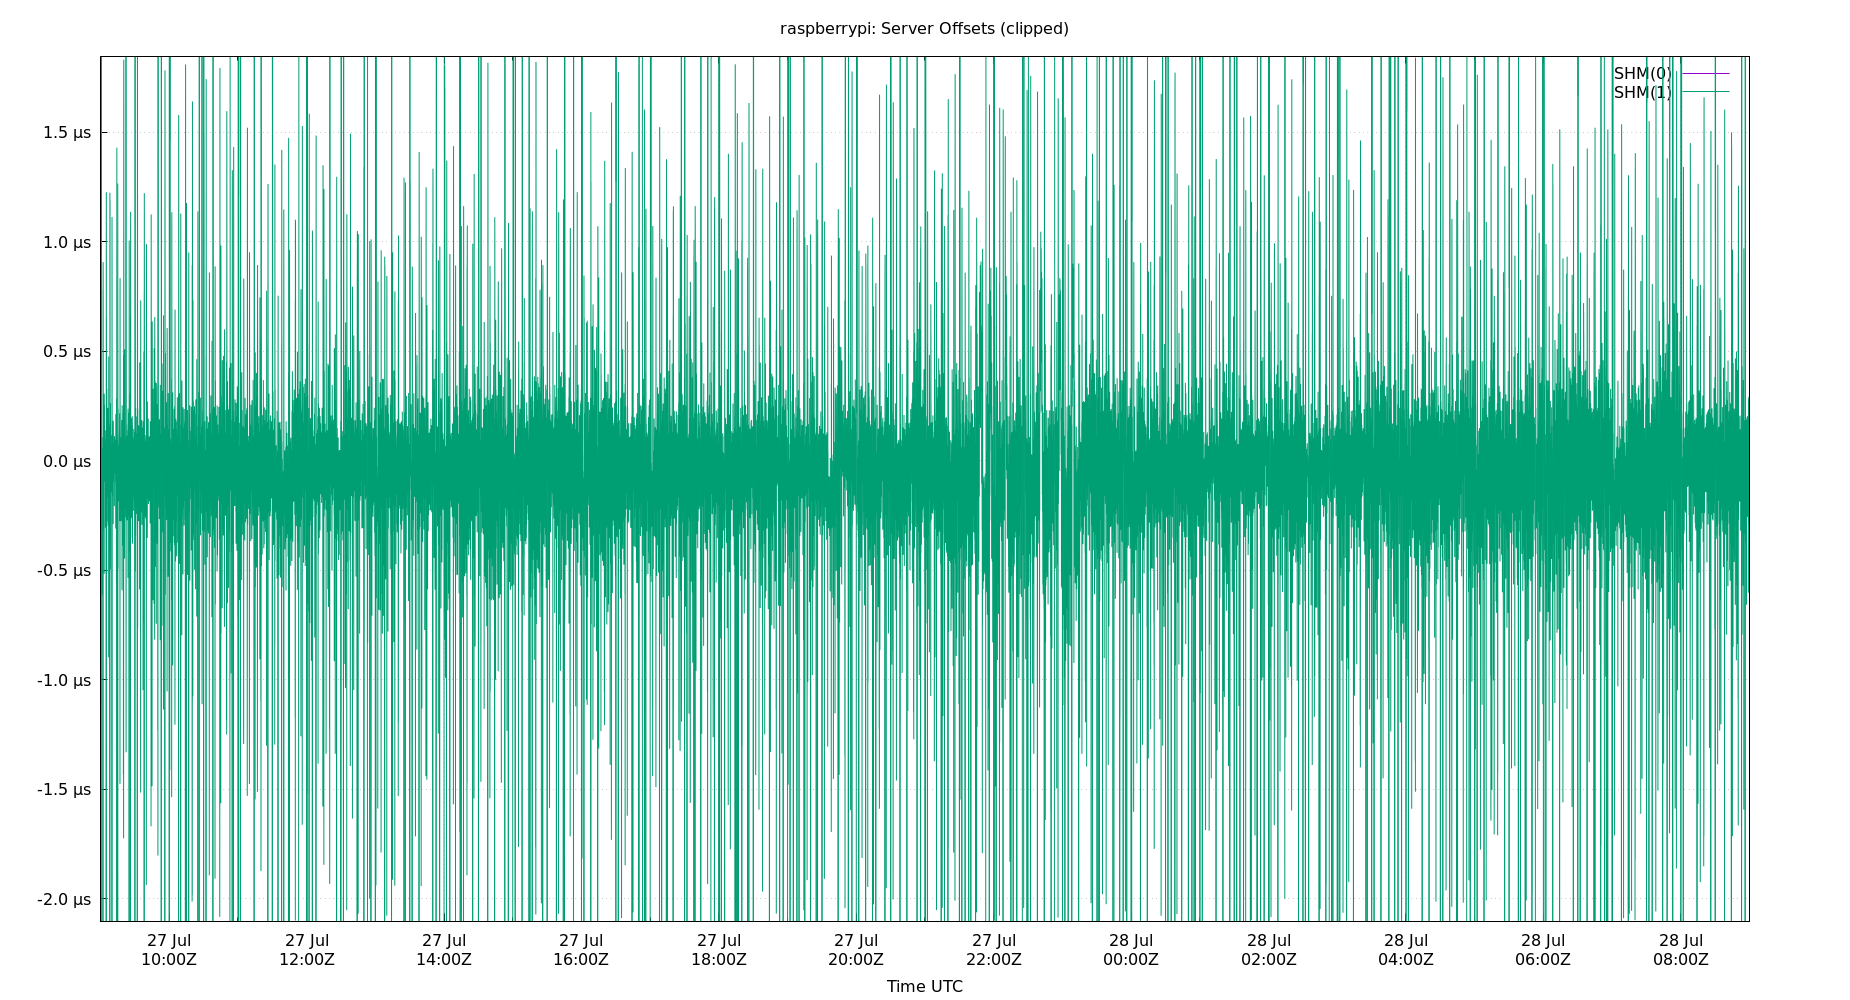 raspberrypi: Server Offsets (clipped)
SHM(0)
SHM(1)
1.5 µs
1.0 µs
0.5 µs
0.0 µs
-0.5 µs
-1.0 µs
-1.5 µs
-2.0 µs
27 Jul 27 Jul 27 Jul 27 Jul 27 Jul 27 Jul 27 Jul 28 Jul 28 Jul 28 Jul 28 Jul 28 Jul
10:00Z 12:00Z 14:00Z 16:00Z 18:00Z 20:00Z 22:00Z 00:00Z 02:00Z 04:00Z 06:00Z 08:00Z
Time UTC